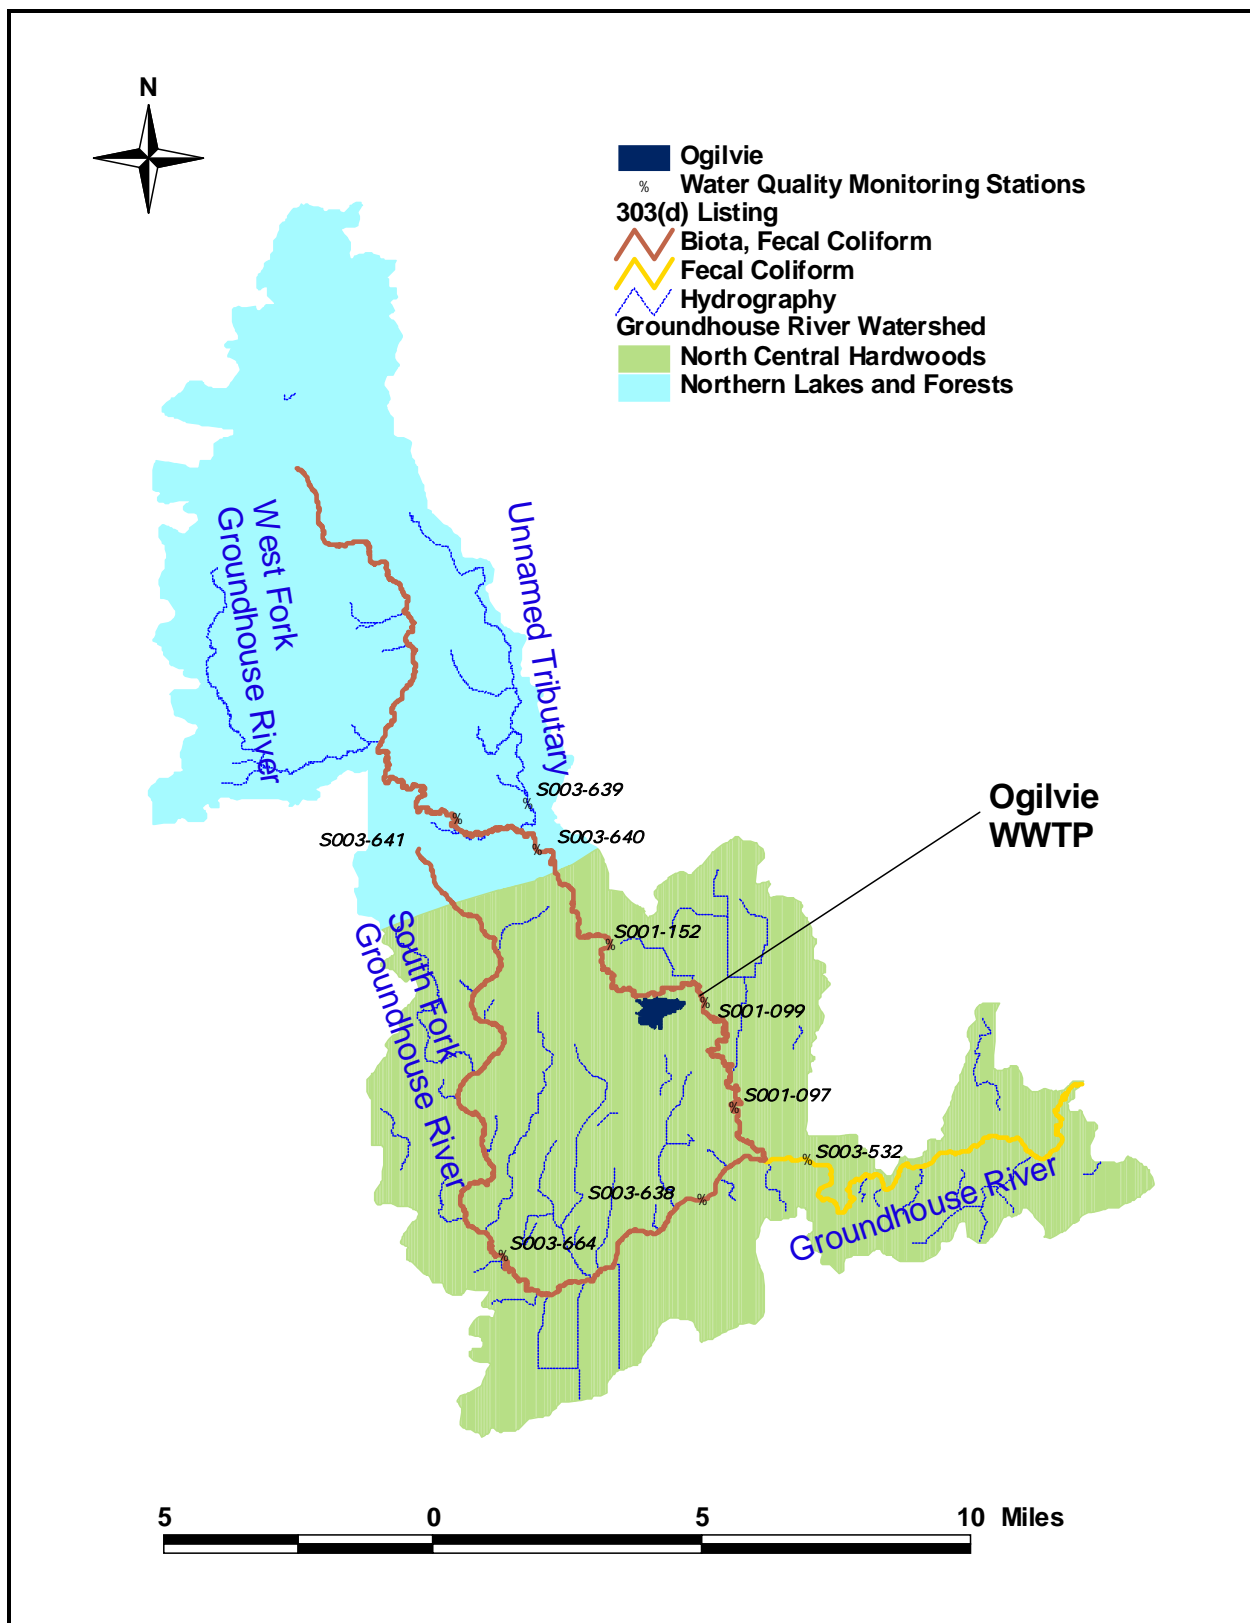 N
Ogilvie
% Water Quality Monitoring Stations
303(d) Listing
Biota, Fecal Coliform
Fecal Coliform
Hydrography
Groundhouse River Watershed
North Central Hardwoods
Northern Lakes and Forests
West Fork
Groundhouse River
Unnamed Tributary
% S003-639
S003-641 %
% S003-640
Ogilvie
WWTP
South Fork
Groundhouse River
% S001-152
% S001-099
% S001-097
% S003-532
S003-638 %
Groundhouse River
% S003-664
5 0 5 10 Miles